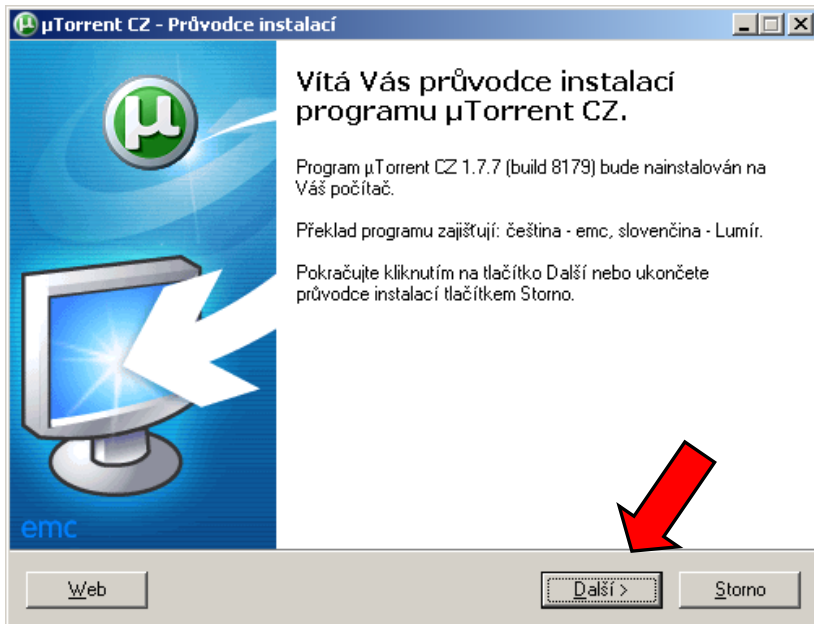 µTorrent CZ - Průvodce instalací
µ
Vítá Vás průvodce instalací
programu µTorrent CZ.
Program µTorrent CZ 1.7.7 (build 8179) bude nainstalován na
Váš počítač.
Překlad programu zajišťují: čeština - emc, slovenčina - Lumír.
Pokračujte kliknutím na tlačítko Další nebo ukončete
průvodce instalací tlačítkem Storno.
emc
Web
Další >
Storno